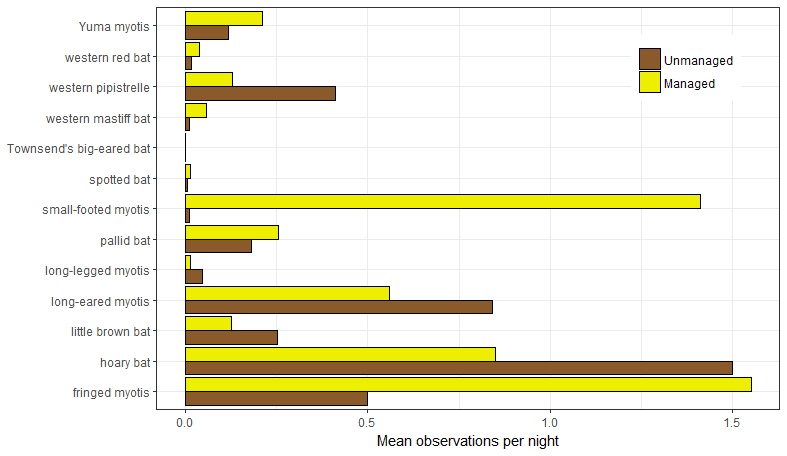 Yuma myotis
western red bat
western pipistrelle
western mastiff bat
Townsend's big-eared bat
spotted bat
small-footed myotis
pallid bat
long-legged myotis
long-eared myotis
little brown bat
hoary bat
fringed myotis
Unmanaged
Managed
0.0 0.5 1.0 1.5
Mean observations per night